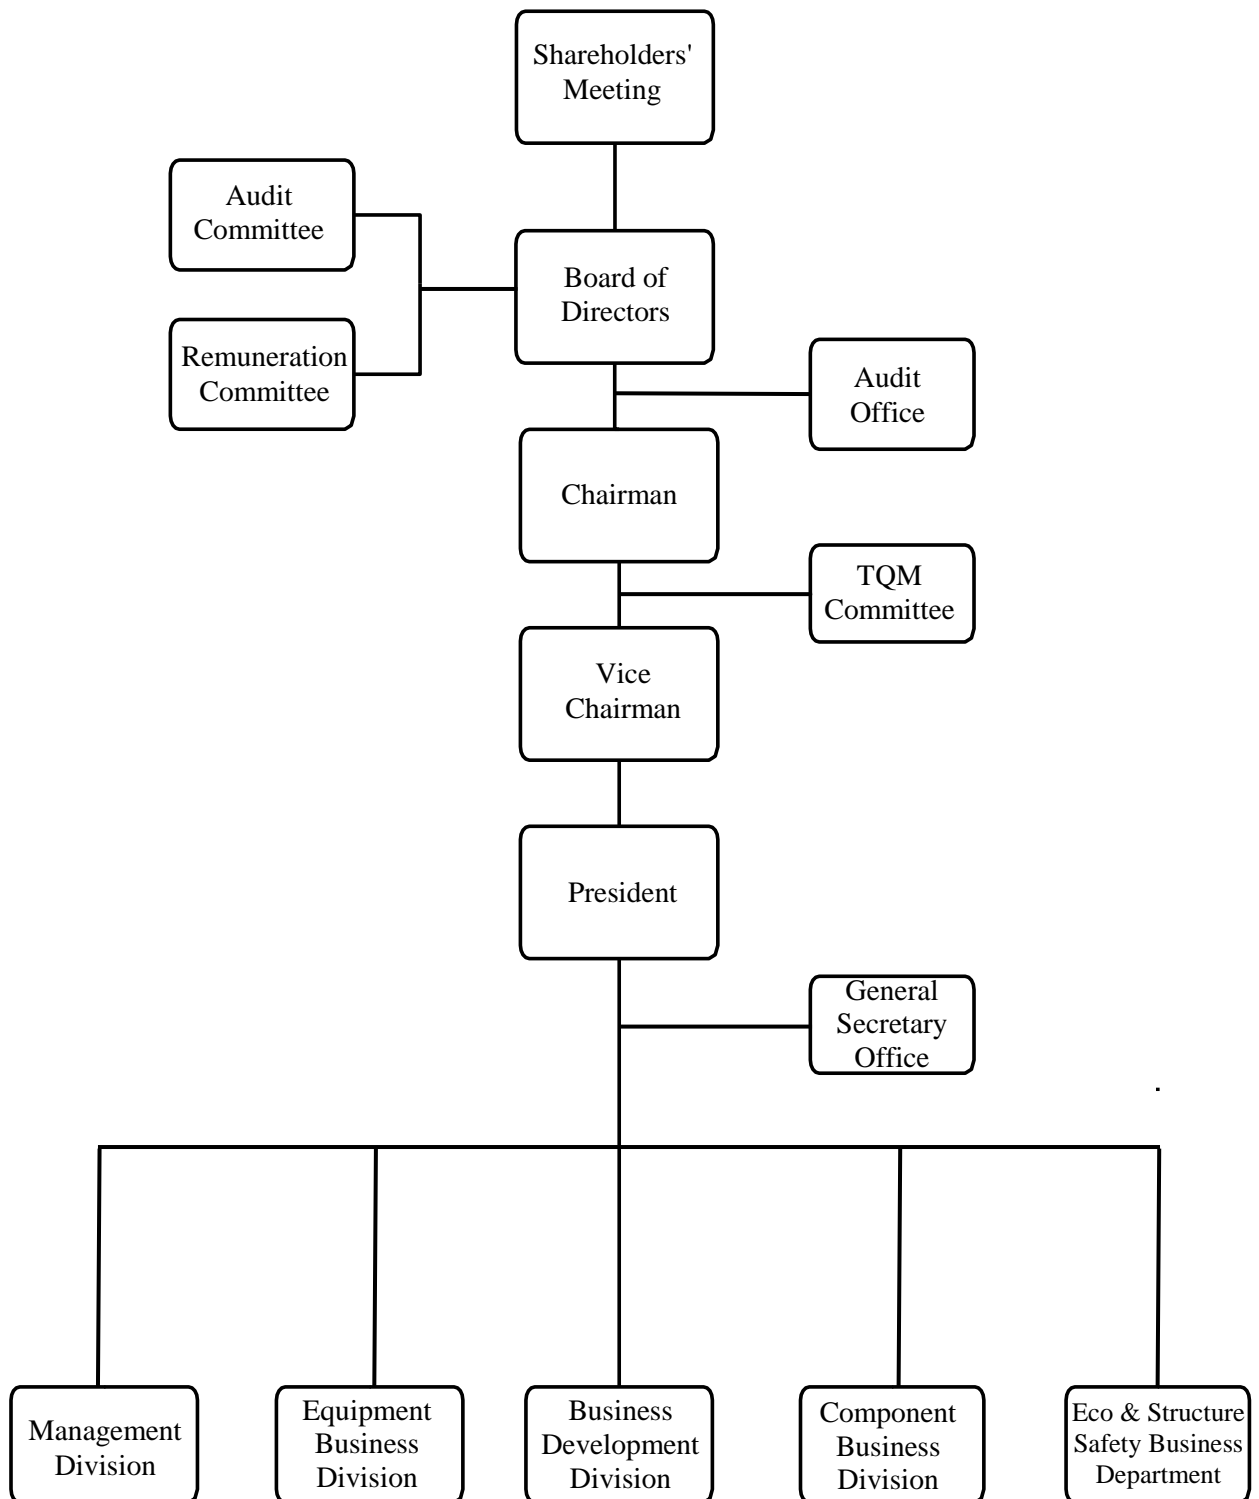 Shareholders'
Meeting
Audit
Committee
Board of
Directors
Remuneration
Committee
Audit
Office
Chairman
TQM
Committee
Vice
Chairman
President
General
Secretary
Office
Management
Division
Equipment
Business
Division
Business
Development
Division
Component
Business
Division
Eco & Structure
Safety Business
Department